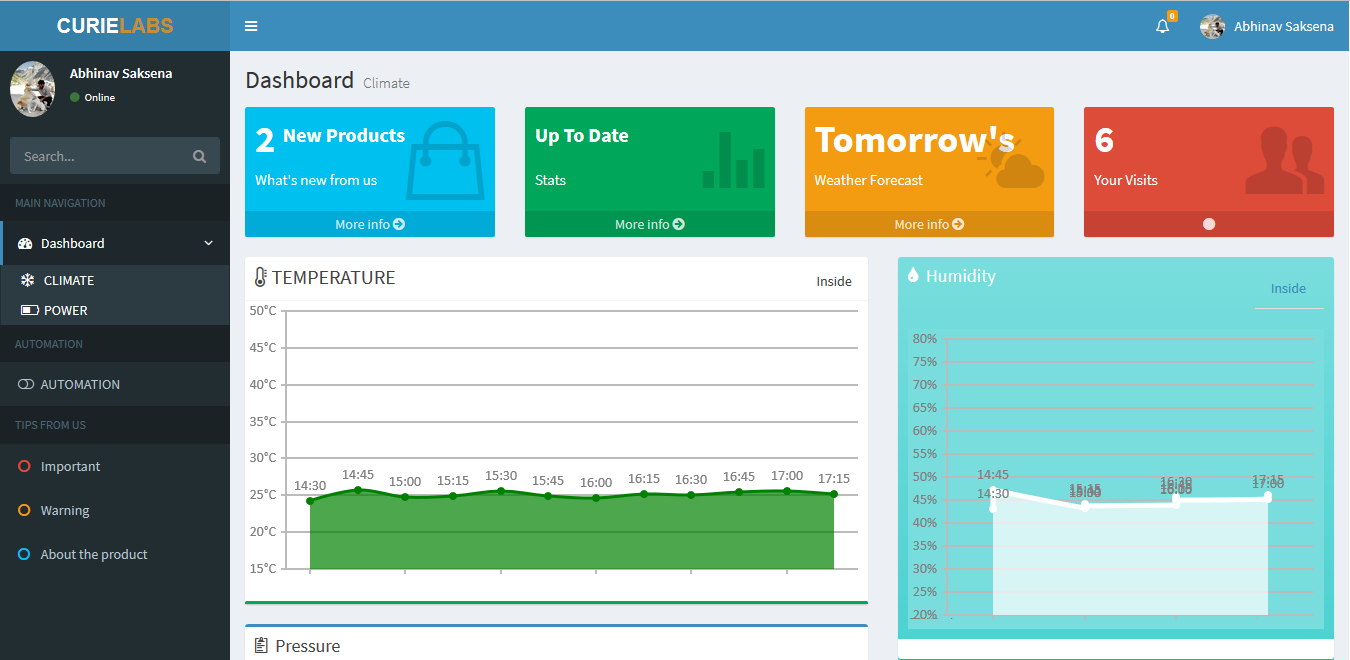 CURIELABS
0
Abhinav Saksena
Abhinav Saksena
Online
Search...
MAIN NAVIGATION
Dashboard
CLIMATE
POWER
AUTOMATION
AUTOMATION
TIPS FROM US
Important
Warning
About the product
Dashboard Climate
2 New Products
What's new from us
More info
Up To Date
Stats
More info
Tomorrow's
Weather Forecast
More info
6
Your Visits
TEMPERATURE
Inside
50°C
45°C
40°C
35°C
30°C
25°C
20°C
15°C
14:30 14:45 15:00 15:15 15:30 15:45 16:00 16:15 16:30 16:45 17:00 17:15
Humidity
Inside
80%
75%
70%
65%
60%
55%
50%
45%
40%
35%
30%
25%
20%
14:45
14:30
15:15
16:30
17:15
17:00
Pressure